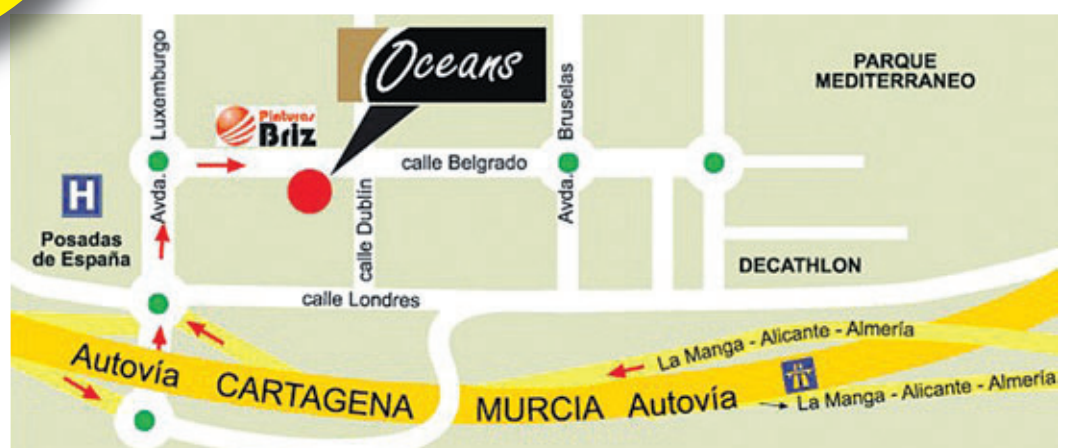 Oceans
PARQUE
MEDITERRANEO
Avda. Luxemburgo
Pinturas
Briz
Avda. Bruselas
calle Belgrado
H
calle Dublín
Posadas
de España
DECATHLON
calle Londres
La Manga - Alicante - Almería
Autovía CARTAGENA MURCIA Autovía
La Manga - Alicante - Almería